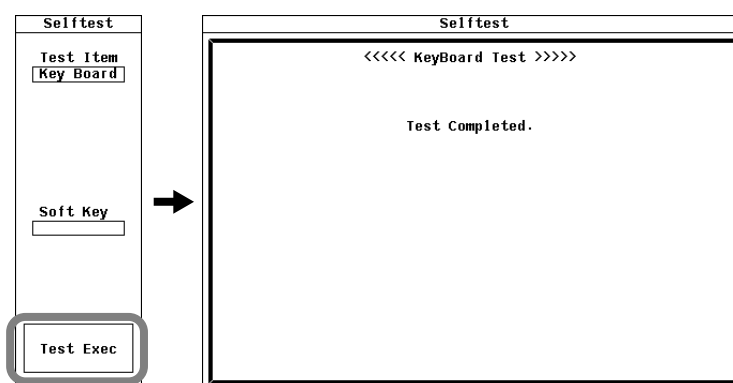 Selftest
Test Item
Key Board
Soft Key
Test Exec
Selftest
<<<<< KeyBoard Test >>>>>
Test Completed.